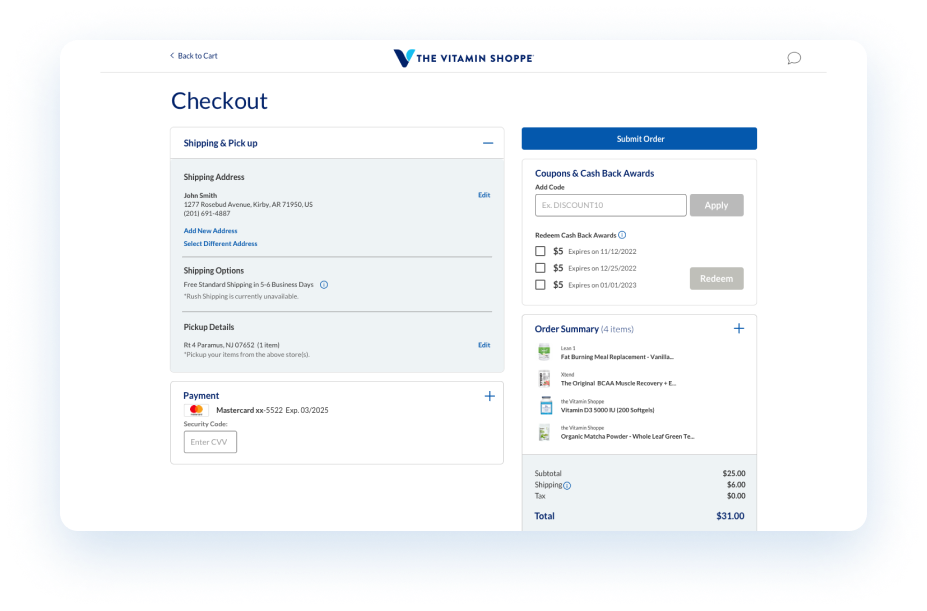 Back to Cart
THE VITAMIN SHOPPE
Checkout
Shipping & Pick up
Shipping Address
John Smith
Edit
1277 Rosebud Avenue, Kirby, AR 71950, US
(201) 691-4887
Add New Address
Select Different Address
Shipping Options
Free Standard Shipping in 5-6 Business Days
*Rush Shipping is currently unavailable.
Pickup Details
Rt 4 Paramus, NJ 07652 (1 item)
Edit
*Pickup your items from the above store(s).
Payment
Mastercard xx-5522 Exp. 03/2025
Security Code:
Enter CVV
Submit Order
Coupons & Cash Back Awards
Add Code
Ex. DISCOUNT10
Apply
Redeem Cash Back Awards
$5 Expires on 11/12/2022
$5 Expires on 12/25/2022
$5 Expires on 01/01/2023
Redeem
Order Summary (4 items)
Lean 1
Fat Burning Meal Replacement - Vanilla...
Xtend
The Original BCAA Muscle Recovery + E...
the Vitamin Shoppe
Vitamin D3 5000 IU (200 Softgels)
the Vitamin Shoppe
Organic Matcha Powder - Whole Leaf Green Te...
Subtotal $25.00
Shipping $6.00
Tax $0.00
Total $31.00